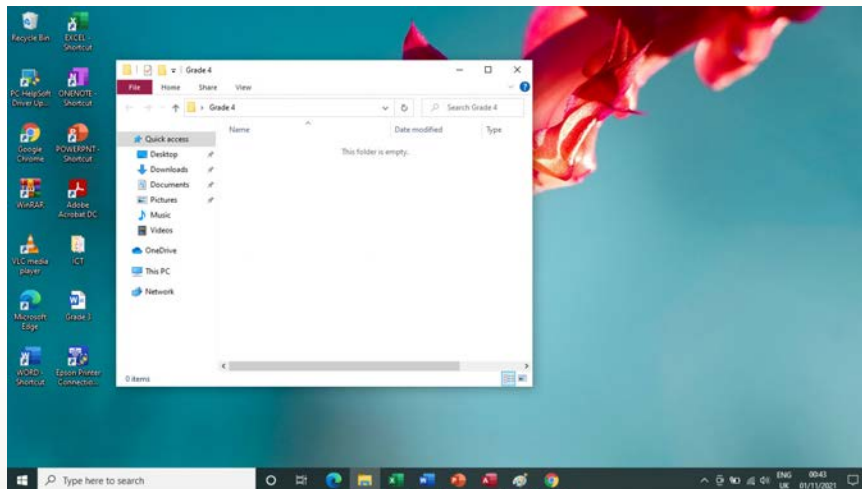 Recycle Bin
EXCEL - Shortcut
PC HelpSoft Driver Up...
ONENOTE - Shortcut
Google Chrome
POWERPNT - Shortcut
WinRAR
Adobe Acrobat DC
VLC media player
ICT
Microsoft Edge
Grade 3
WORD - Shortcut
Epson Printer Connectio...
Grade 4
File Home Share View
Grade 4
Search Grade 4
Name Date modified Type
This folder is empty.
Quick access
Desktop
Downloads
Documents
Pictures
Music
Videos
OneDrive
This PC
Network
0 items
Type here to search
ENG 00:43
UK 01/11/2021